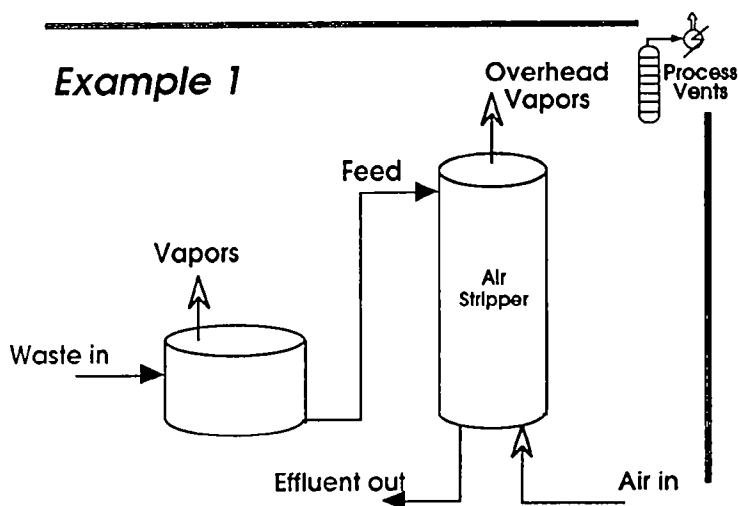 Example 1
Overhead
Vapors
Process
Vents
Feed
Vapors
Air
Stripper
Waste in
Effluent out
Air in